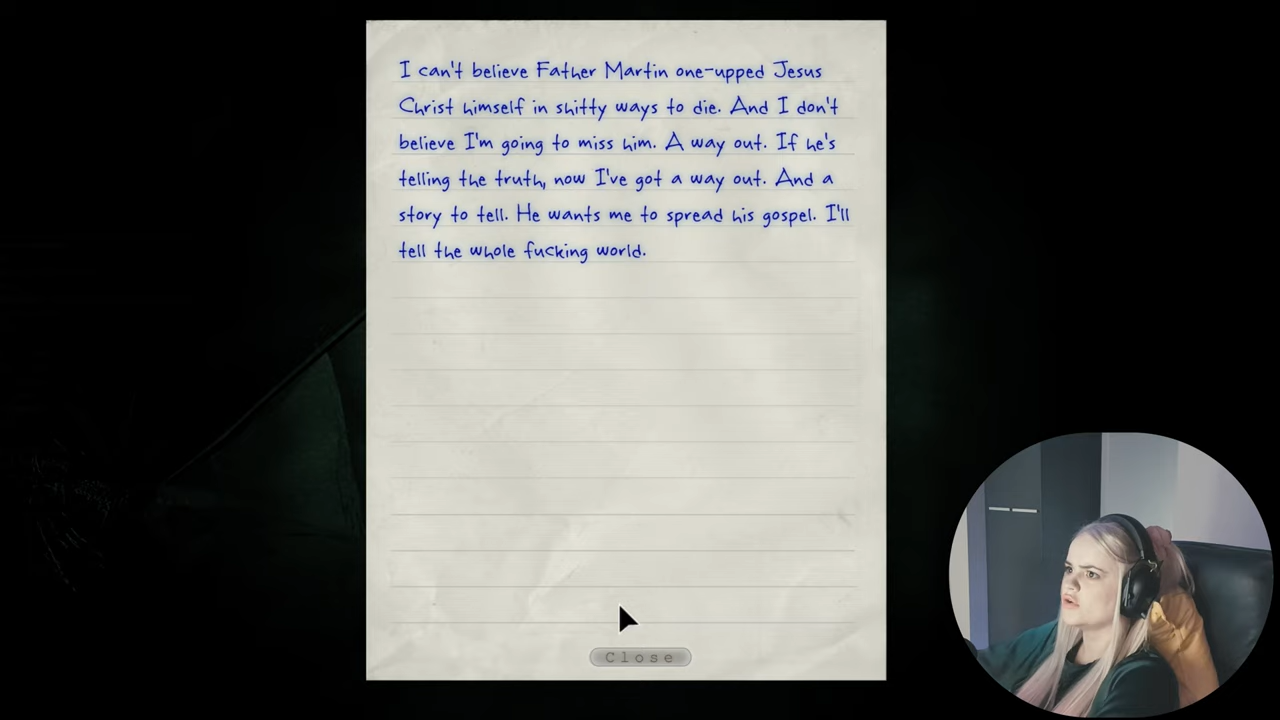 I can't believe Father Martin one-upped Jesus
Christ himself in shitty ways to die. And I don't
believe I'm going to miss him. A way out. If he's
telling the truth, now I've got a way out. And a
story to tell. He wants me to spread his gospel. I'll
tell the whole fucking world.
Close